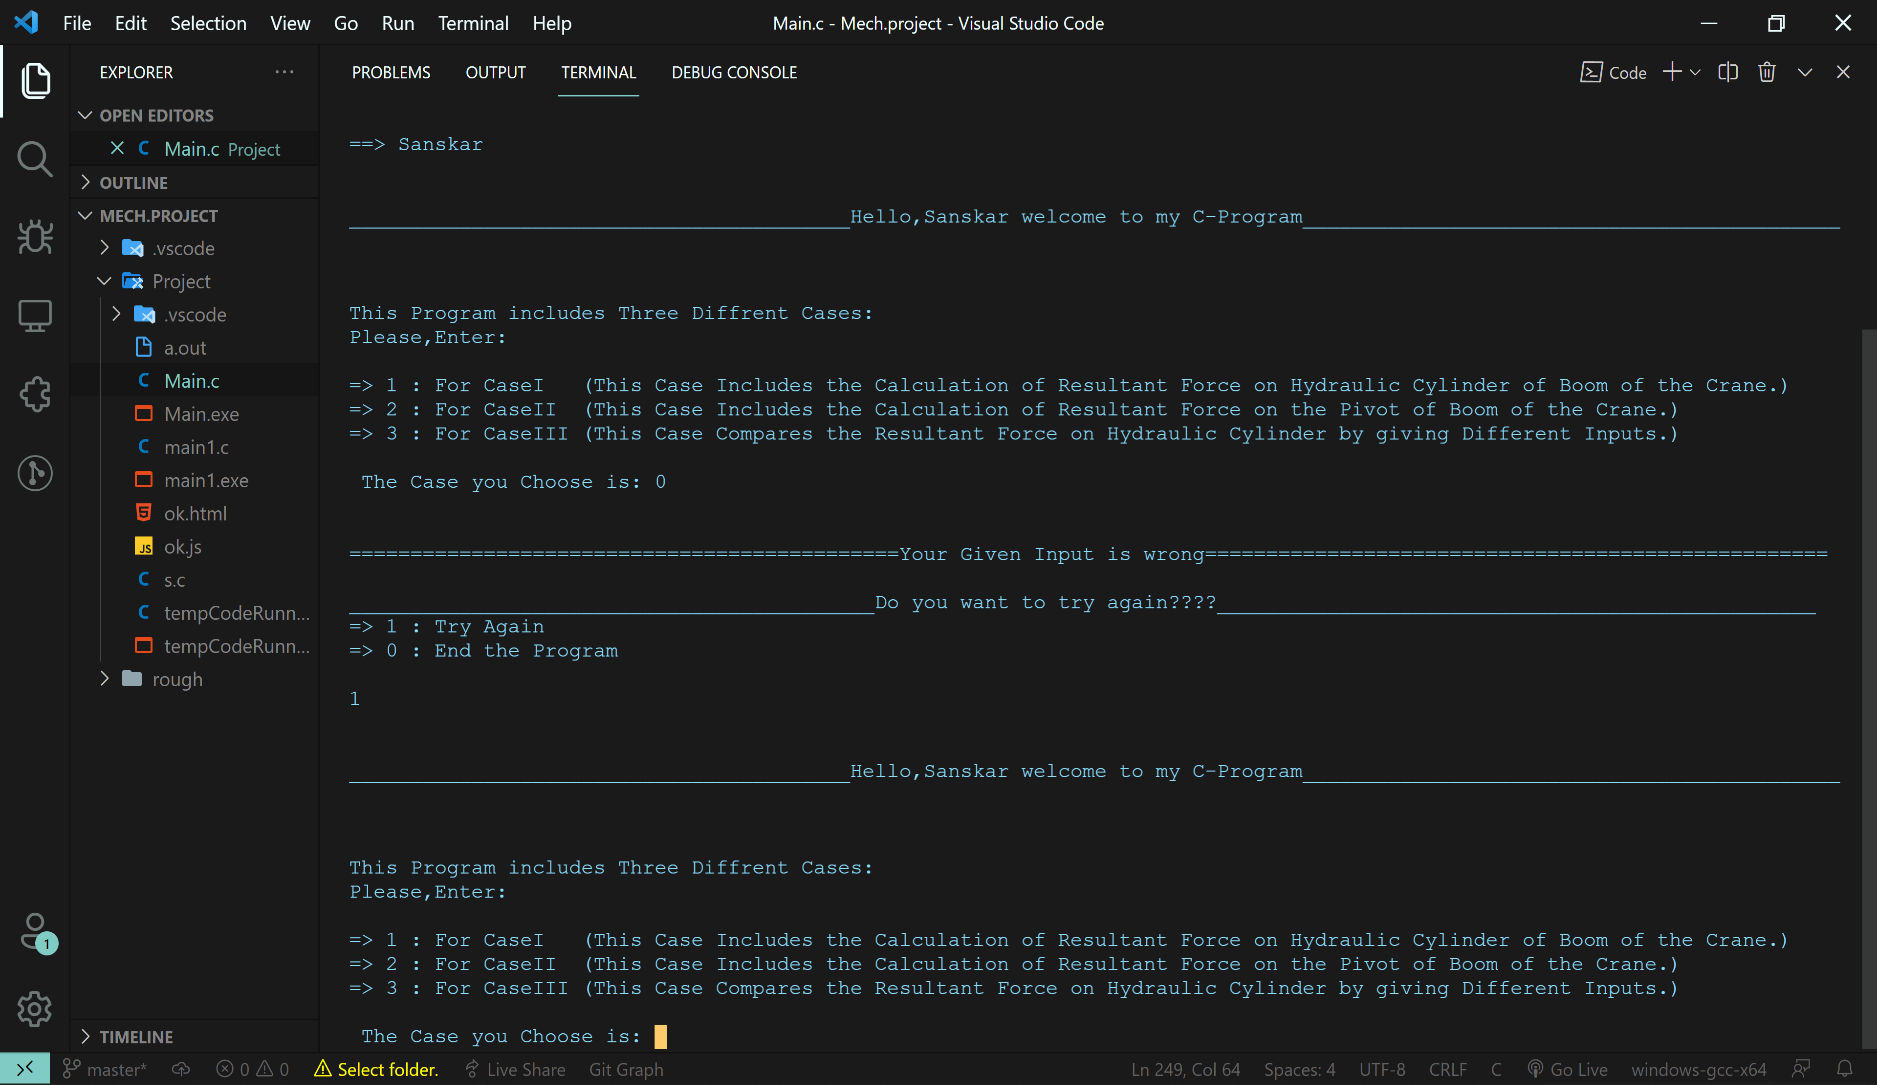 File Edit Selection View Go Run Terminal Help
Main.c - Mech.project - Visual Studio Code
EXPLORER
OPEN EDITORS
Main.c Project
OUTLINE
MECH.PROJECT
.vscode
Project
.vscode
a.out
Main.c
Main.exe
main1.c
main1.exe
ok.html
ok.js
s.c
tempCodeRunn...
tempCodeRunn...
rough
TIMELINE
PROBLEMS OUTPUT TERMINAL DEBUG CONSOLE
Code
==> Sanskar
_________________________________________Hello,Sanskar welcome to my C-Program____________________________________________
This Program includes Three Diffrent Cases:
Please,Enter:
=> 1 : For CaseI   (This Case Includes the Calculation of Resultant Force on Hydraulic Cylinder of Boom of the Crane.)
=> 2 : For CaseII  (This Case Includes the Calculation of Resultant Force on the Pivot of Boom of the Crane.)
=> 3 : For CaseIII (This Case Compares the Resultant Force on Hydraulic Cylinder by giving Different Inputs.)
The Case you Choose is: 0
=============================================Your Given Input is wrong===================================================
___________________________________________Do you want to try again????_________________________________________________
=> 1 : Try Again
=> 0 : End the Program
1
_________________________________________Hello,Sanskar welcome to my C-Program____________________________________________
This Program includes Three Diffrent Cases:
Please,Enter:
=> 1 : For CaseI   (This Case Includes the Calculation of Resultant Force on Hydraulic Cylinder of Boom of the Crane.)
=> 2 : For CaseII  (This Case Includes the Calculation of Resultant Force on the Pivot of Boom of the Crane.)
=> 3 : For CaseIII (This Case Compares the Resultant Force on Hydraulic Cylinder by giving Different Inputs.)
The Case you Choose is:
1
master* 0 0 Select folder. Live Share Git Graph Ln 249, Col 64 Spaces: 4 UTF-8 CRLF C Go Live windows-gcc-x64